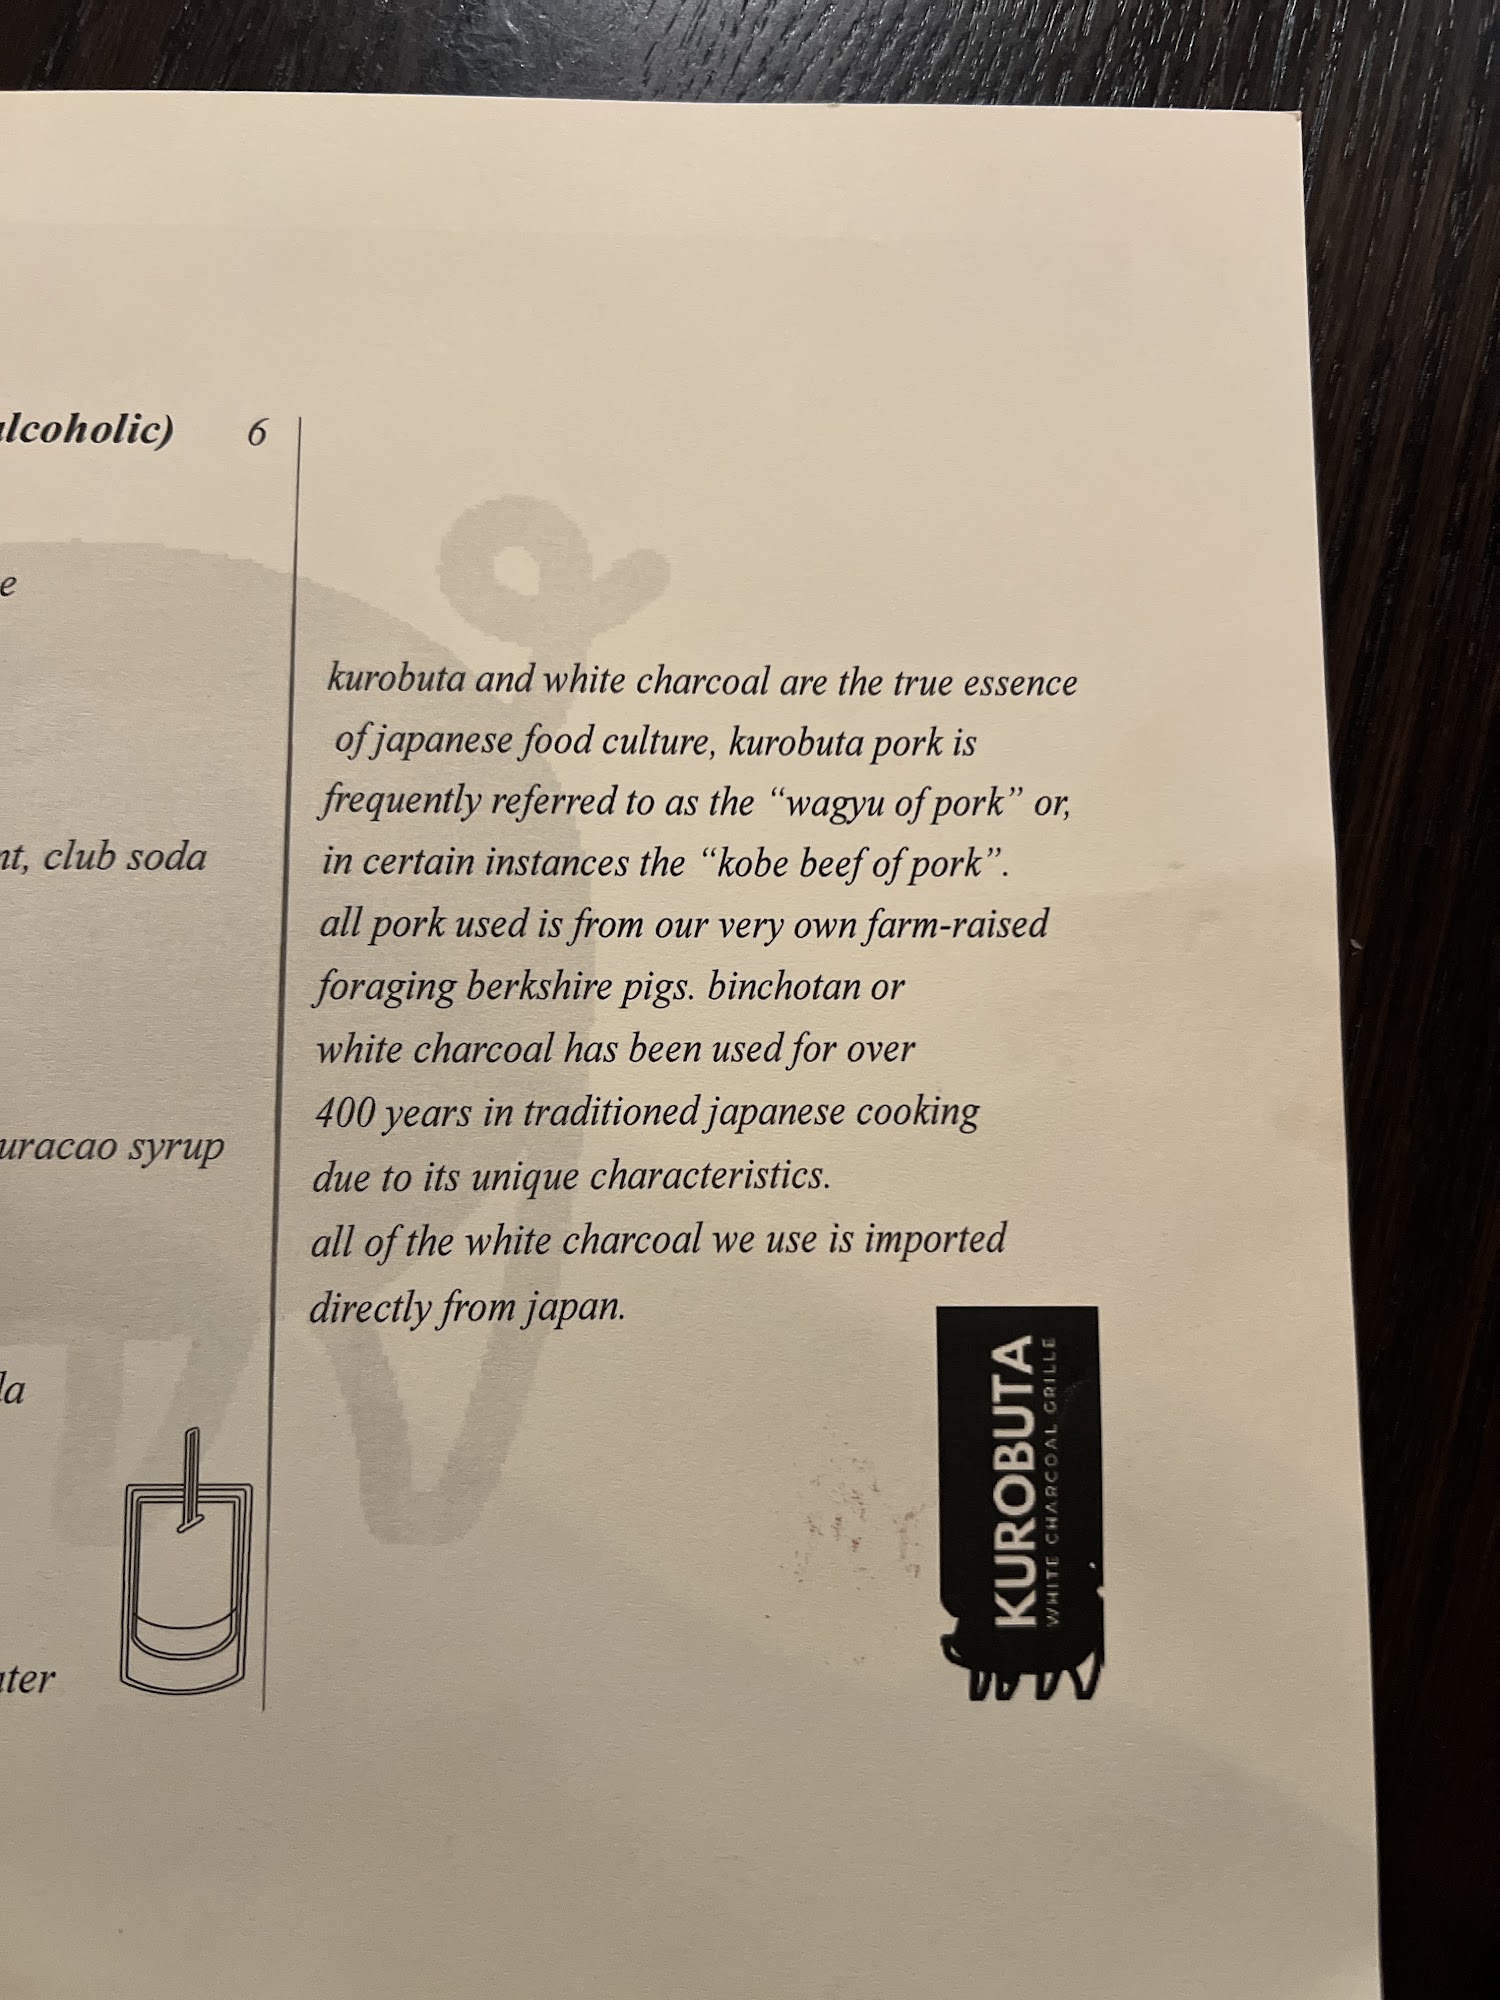 alcoholic) 6
e
nt, club soda
uracao syrup
la
ater
kurobuta and white charcoal are the true essence
of japanese food culture, kurobuta pork is
frequently referred to as the “wagyu of pork” or,
in certain instances the “kobe beef of pork”.
all pork used is from our very own farm-raised
foraging berkshire pigs. binchotan or
white charcoal has been used for over
400 years in traditioned japanese cooking
due to its unique characteristics.
all of the white charcoal we use is imported
directly from japan.
KUROBUTA
WHITE CHARCOAL GRILLE